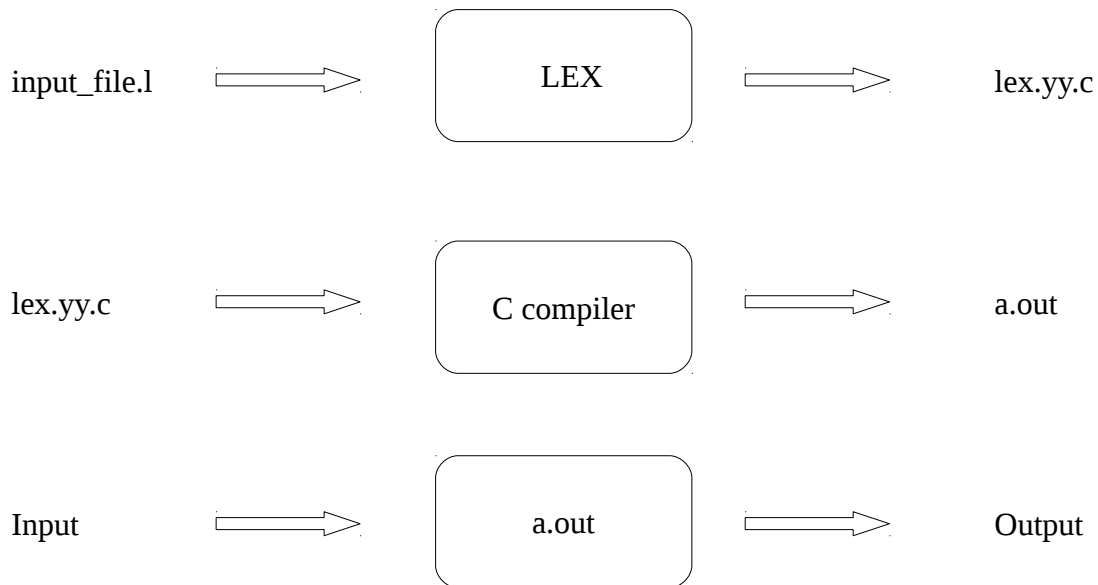 input_file.l
LEX
lex.yy.c
lex.yy.c
C compiler
a.out
Input
a.out
Output